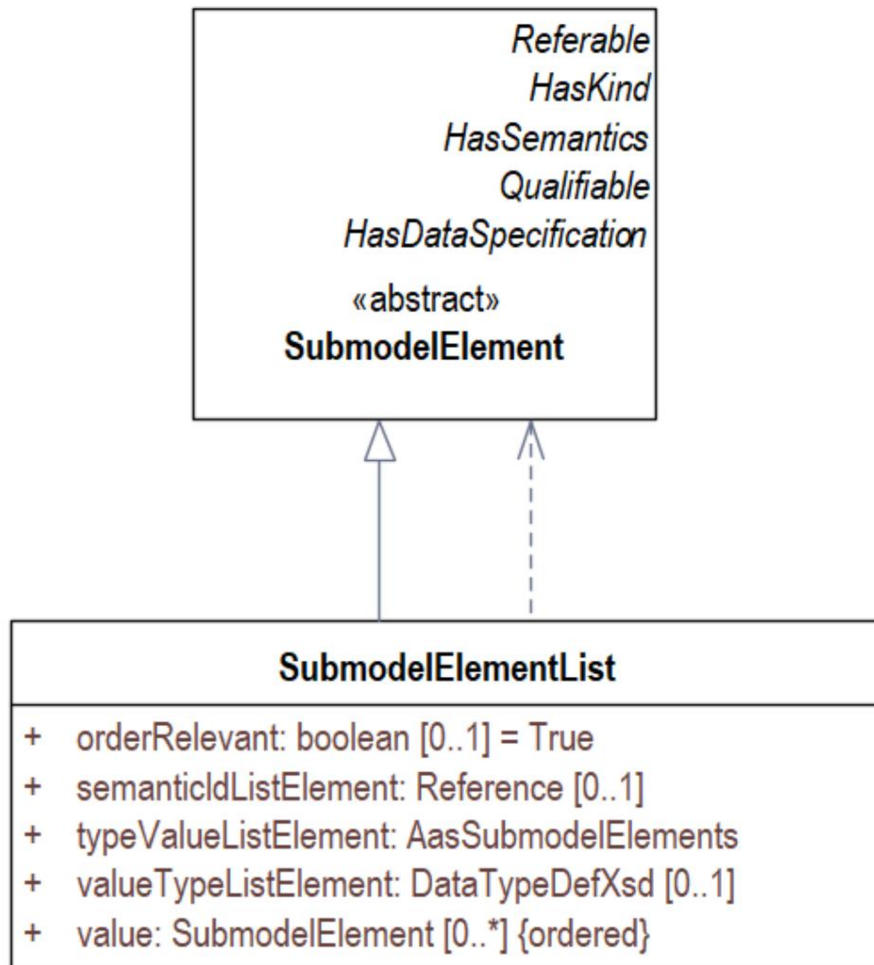 Referable
HasKind
HasSemantics
Qualifiable
HasDataSpecification
«abstract»
SubmodelElement
SubmodelElementList
+ orderRelevant: boolean [0..1] = True
+ semanticIdListElement: Reference [0..1]
+ typeValueListElement: AasSubmodelElements
+ valueTypeListElement: DataTypeDefXsd [0..1]
+ value: SubmodelElement [0..*] {ordered}